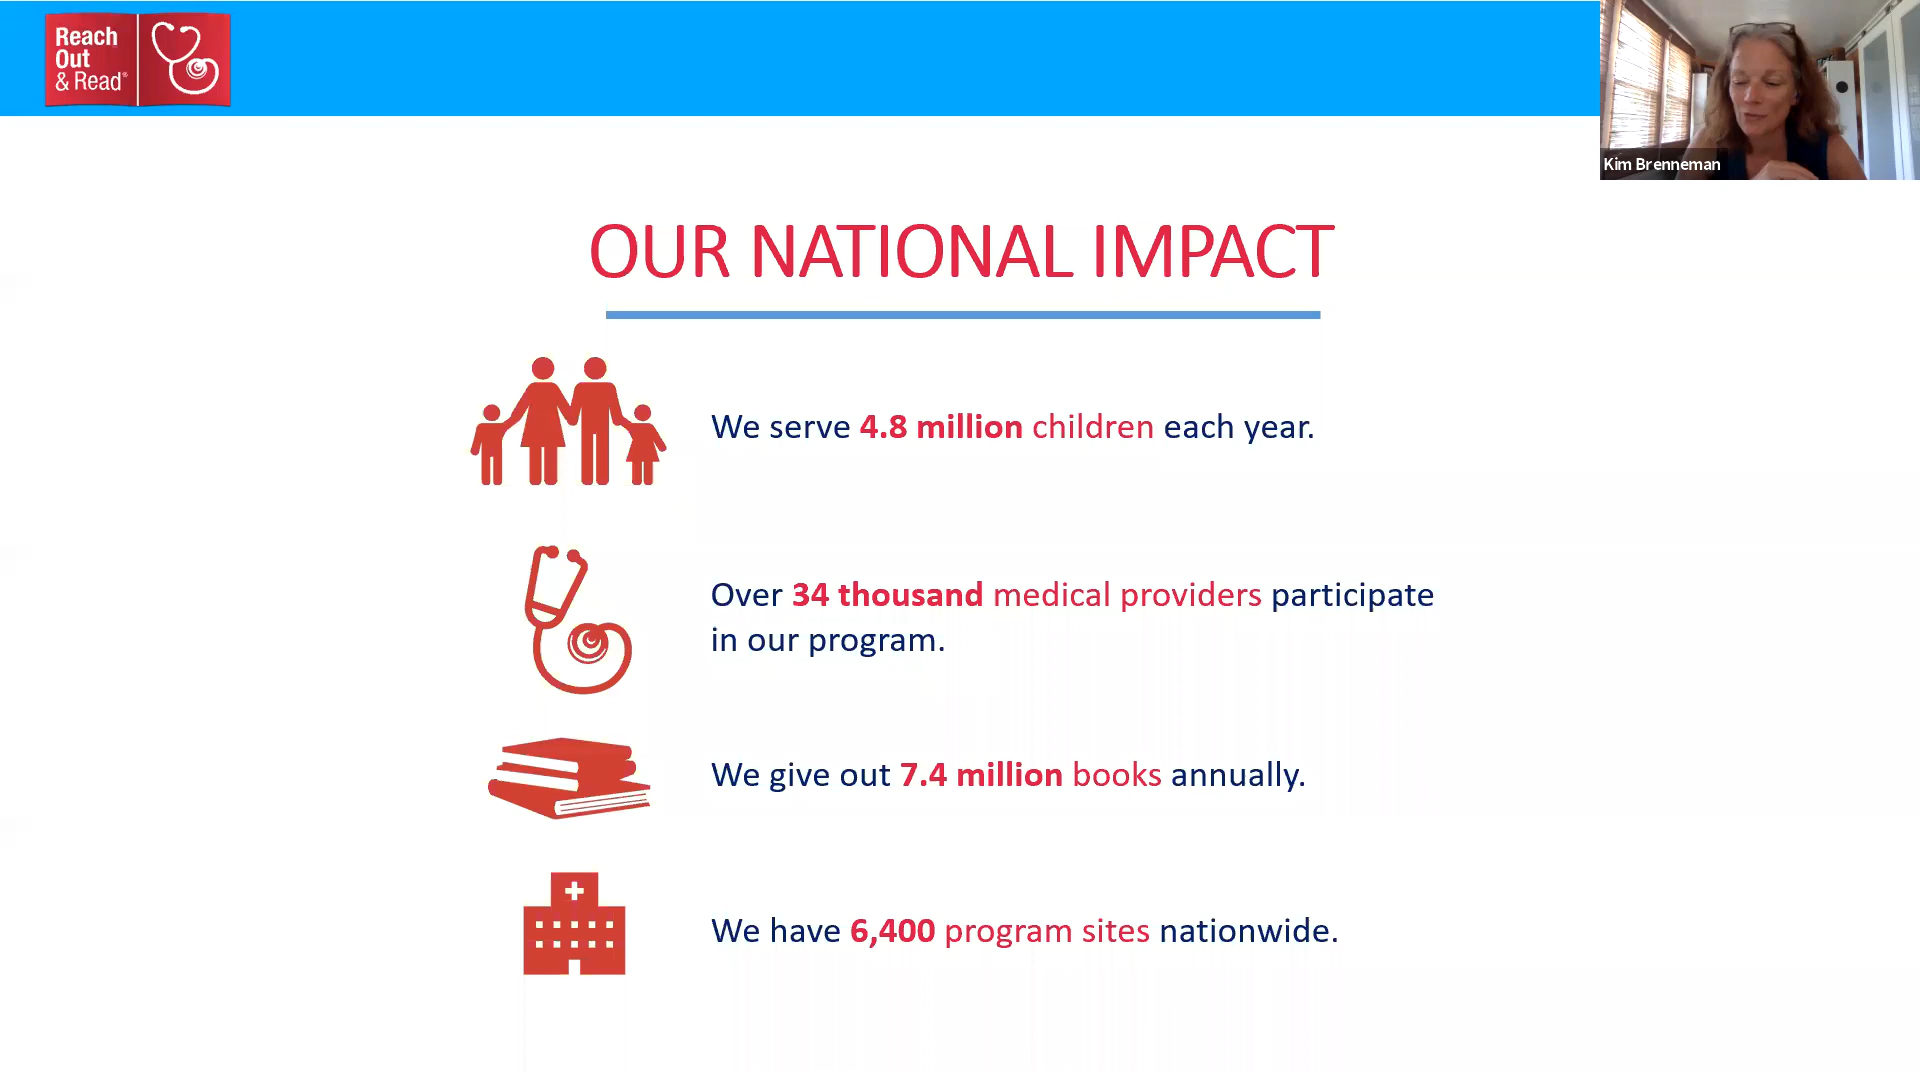 Reach
Out
& Read®
Kim Brenneman
OUR NATIONAL IMPACT
We serve 4.8 million children each year.
Over 34 thousand medical providers participate
in our program.
We give out 7.4 million books annually.
We have 6,400 program sites nationwide.